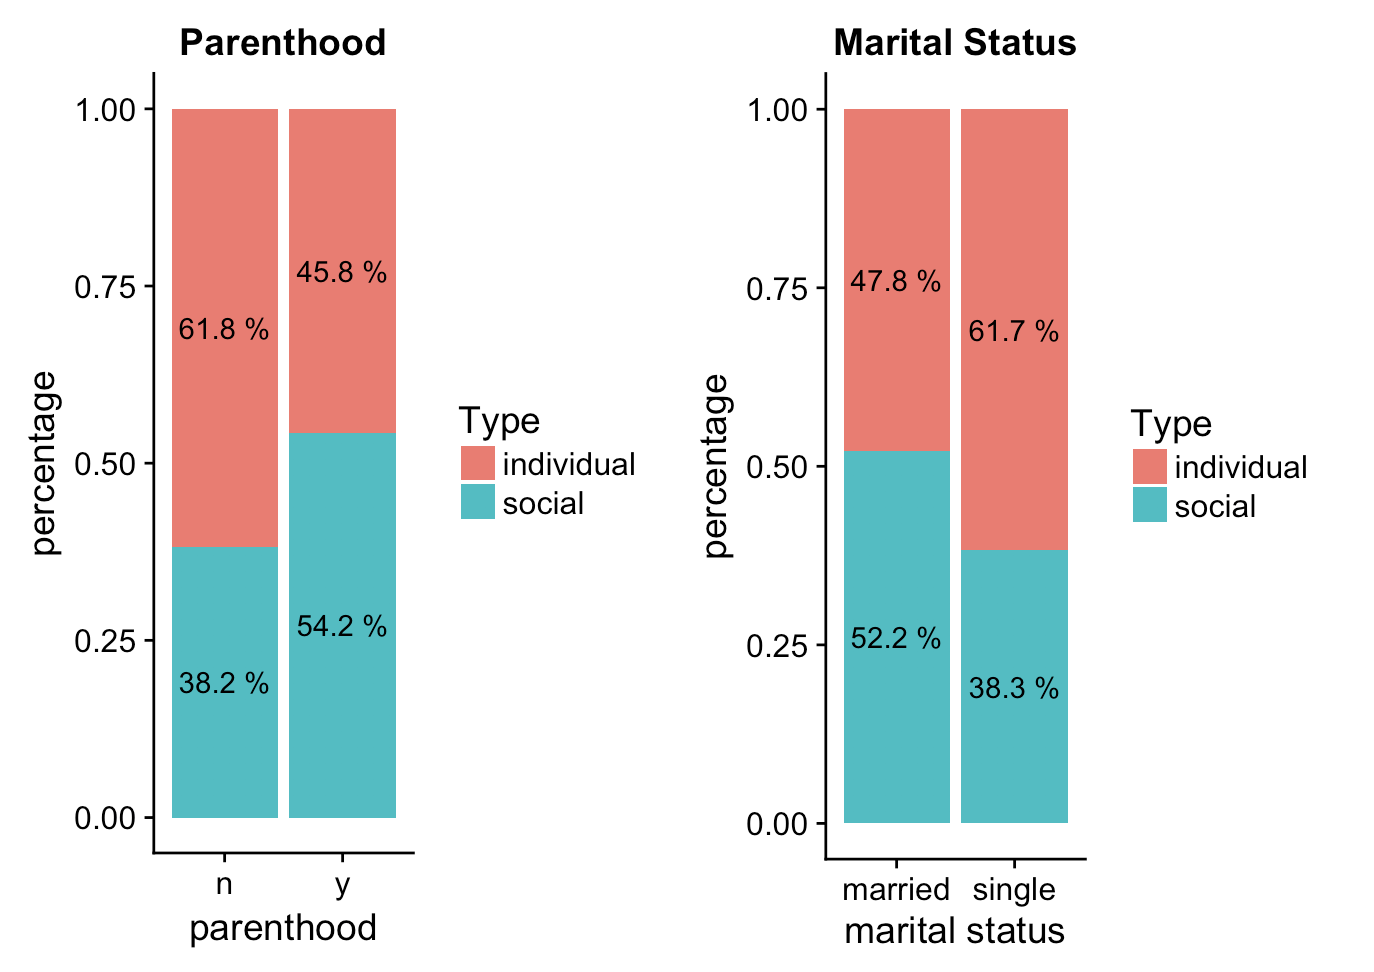 Parenthood
1.00
0.75
0.50
0.25
0.00
percentage
61.8 %
45.8 %
38.2 %
54.2 %
n y
parenthood
Type
individual
social
Marital Status
1.00
0.75
0.50
0.25
0.00
percentage
47.8 %
61.7 %
52.2 %
38.3 %
married single
marital status
Type
individual
social